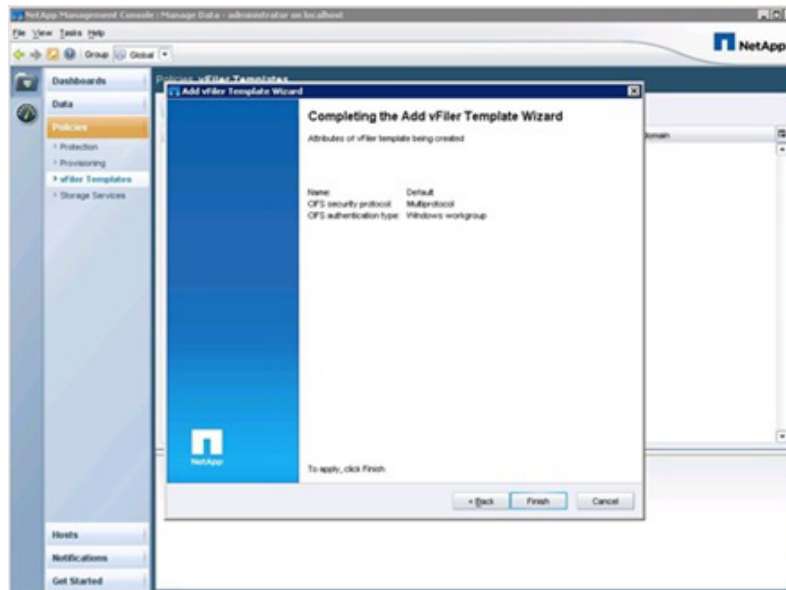 NetApp Management Console : Manage Data - administrator on localhost
File View Tasks Help
Group Global
NetApp
Dashboards
Data
Policies
Protection
Provisioning
vFiler Templates
Storage Services
Hosts
Notifications
Get Started
Policies vFiler Templates
domain
Add vFiler Template Wizard
Completing the Add vFiler Template Wizard
Attributes of vFiler template being created
Name: Default
CIFS security protocol: Multiprotocol
CIFS authentication type: Windows workgroup
NetApp
To apply, click Finish
< Back Finish Cancel